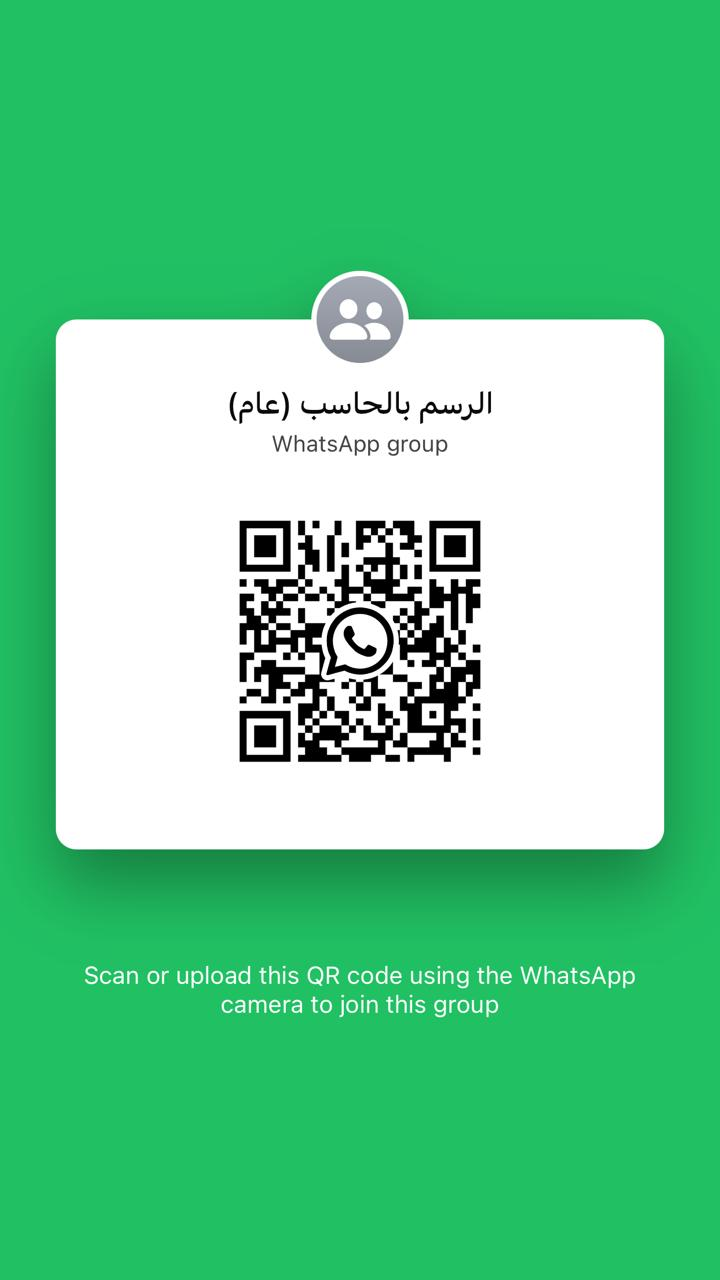 الرسم بالحاسب (عام)
WhatsApp group
Scan or upload this QR code using the WhatsApp
camera to join this group